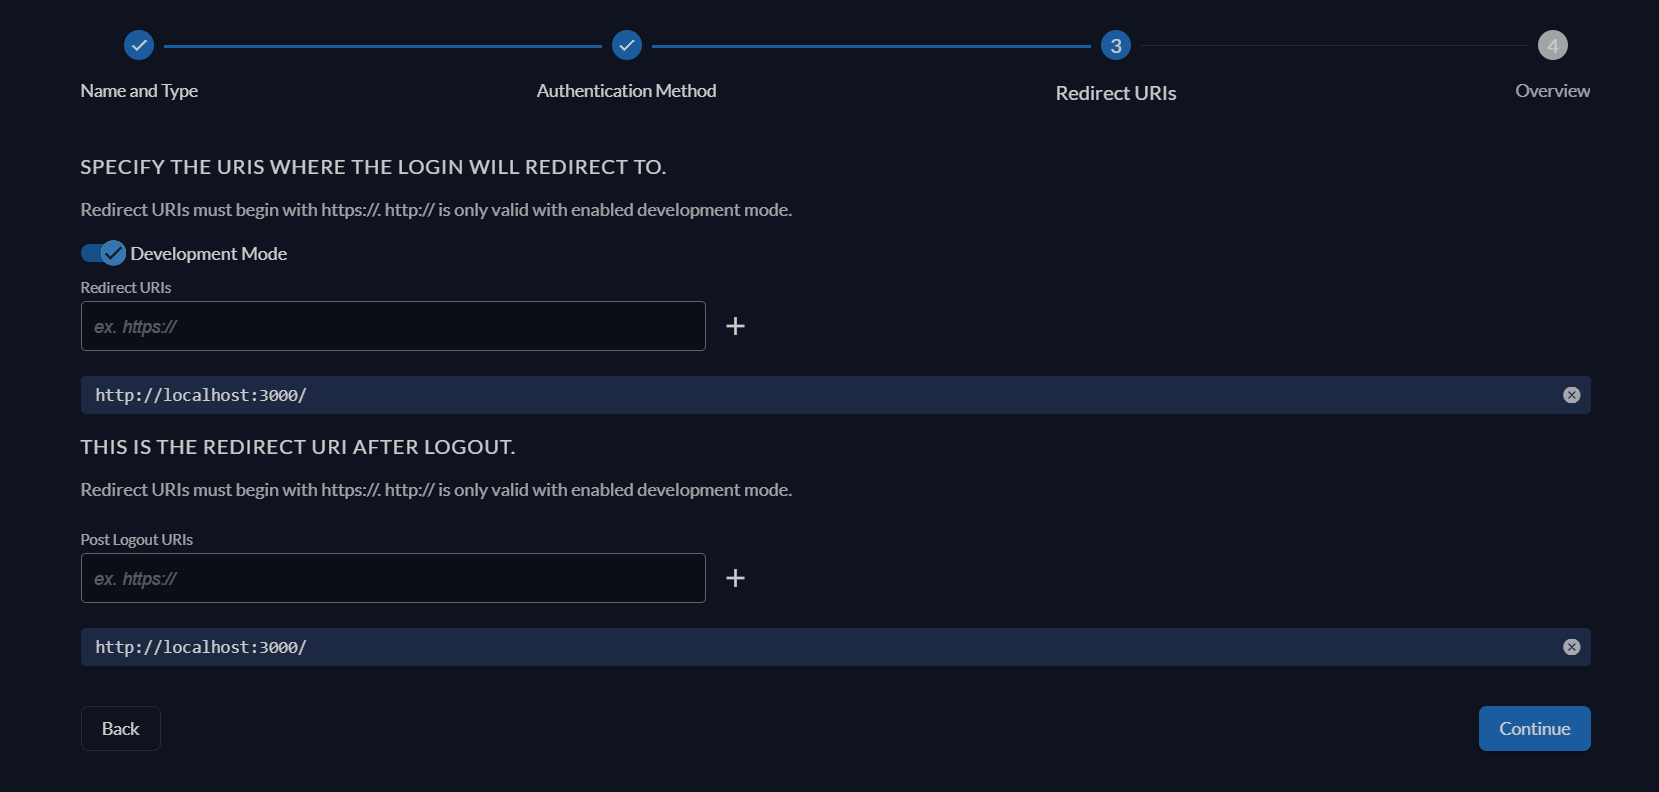 3
4
Name and Type
Authentication Method
Redirect URIs
Overview
SPECIFY THE URIS WHERE THE LOGIN WILL REDIRECT TO.
Redirect URIs must begin with https://. http:// is only valid with enabled development mode.
Development Mode
Redirect URIs
ex. https://
http://localhost:3000/
THIS IS THE REDIRECT URI AFTER LOGOUT.
Redirect URIs must begin with https://. http:// is only valid with enabled development mode.
Post Logout URIs
ex. https://
http://localhost:3000/
Back
Continue